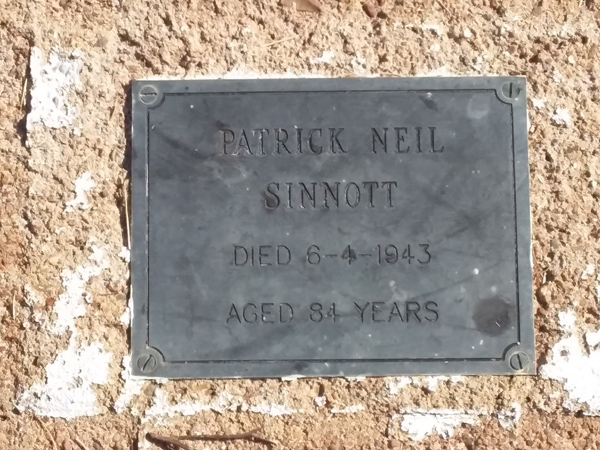 PATRICK NEIL
SINNOTT
DIED 6-4-1943
AGED 84 YEARS